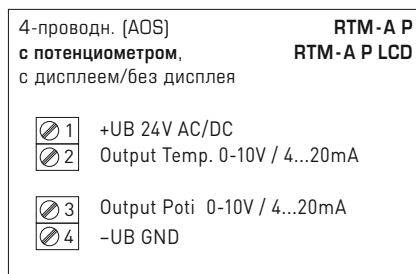 4-проводн. (AOS) RTM-A P
с потенциометром, RTM-A P LCD
с дисплеем/без дисплея
1 +UB 24V AC/DC
2 Output Temp. 0-10V / 4...20mA
3 Output Poti 0-10V / 4...20mA
4 –UB GND